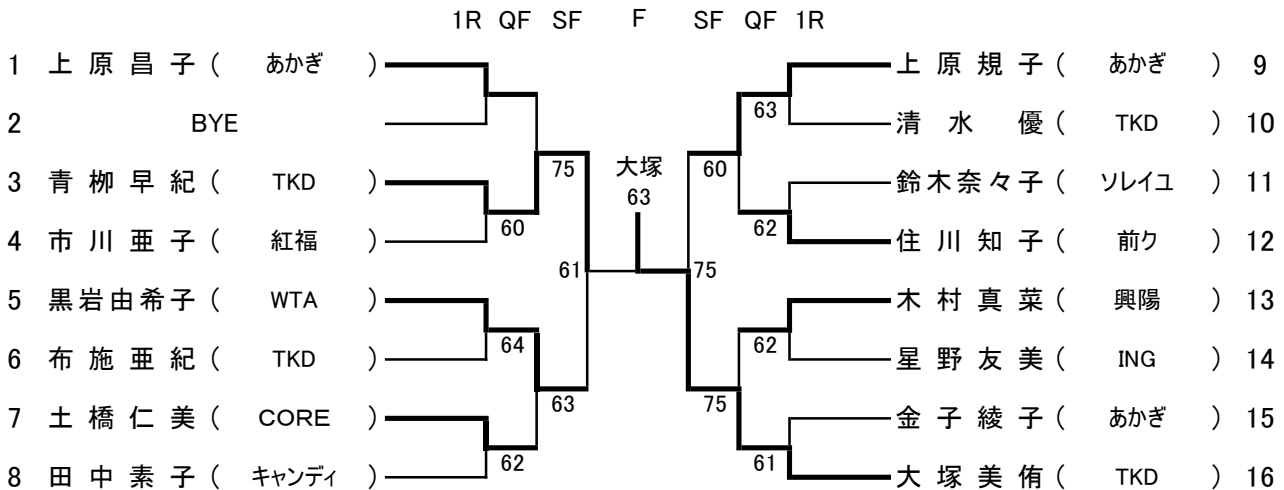 1R QF SF F SF QF 1R
1 上原昌子（ あかぎ ） 上原規子（ あかぎ ） 9
63
2 BYE 清水 優（ TKD ） 10
75 大塚 60
3 青栁早紀（ TKD ） 63 鈴木奈々子（ ソレイユ ） 11
60 62
4 市川亜子（ 紅福 ） 住川知子（ 前ク ） 12
61 75
5 黒岩由希子（ WTA ） 木村真菜（ 興陽 ） 13
64 62
6 布施亜紀（ TKD ） 星野友美（ ING ） 14
63 75
7 土橋仁美（ CORE ） 金子綾子（ あかぎ ） 15
62 61
8 田中素子（ キャンディ ） 大塚美侑（ TKD ） 16